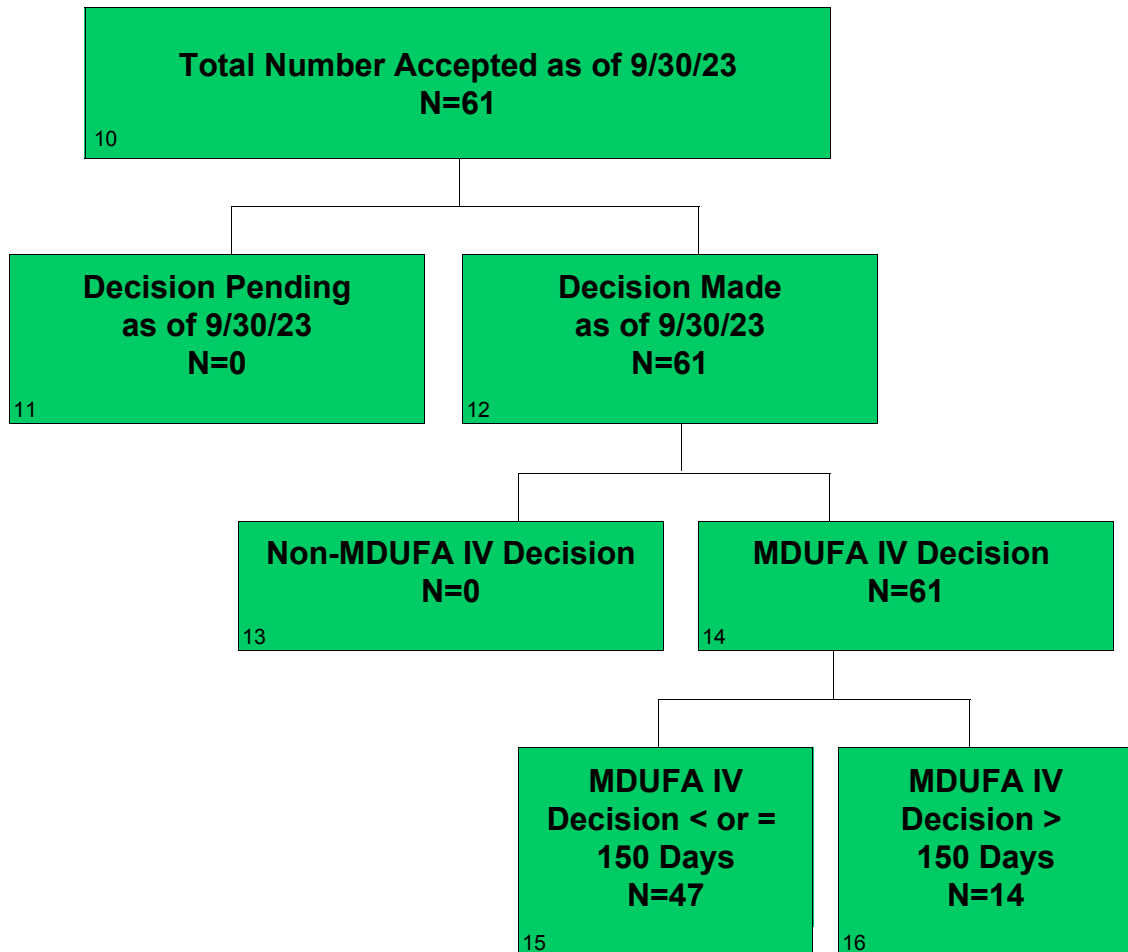 Total Number Accepted as of 9/30/23
N=61
10
Decision Pending
as of 9/30/23
N=0
11
Decision Made
as of 9/30/23
N=61
12
Non-MDUFA IV Decision
N=0
13
MDUFA IV Decision
N=61
14
MDUFA IV
Decision < or =
150 Days
N=47
15
MDUFA IV
Decision >
150 Days
N=14
16